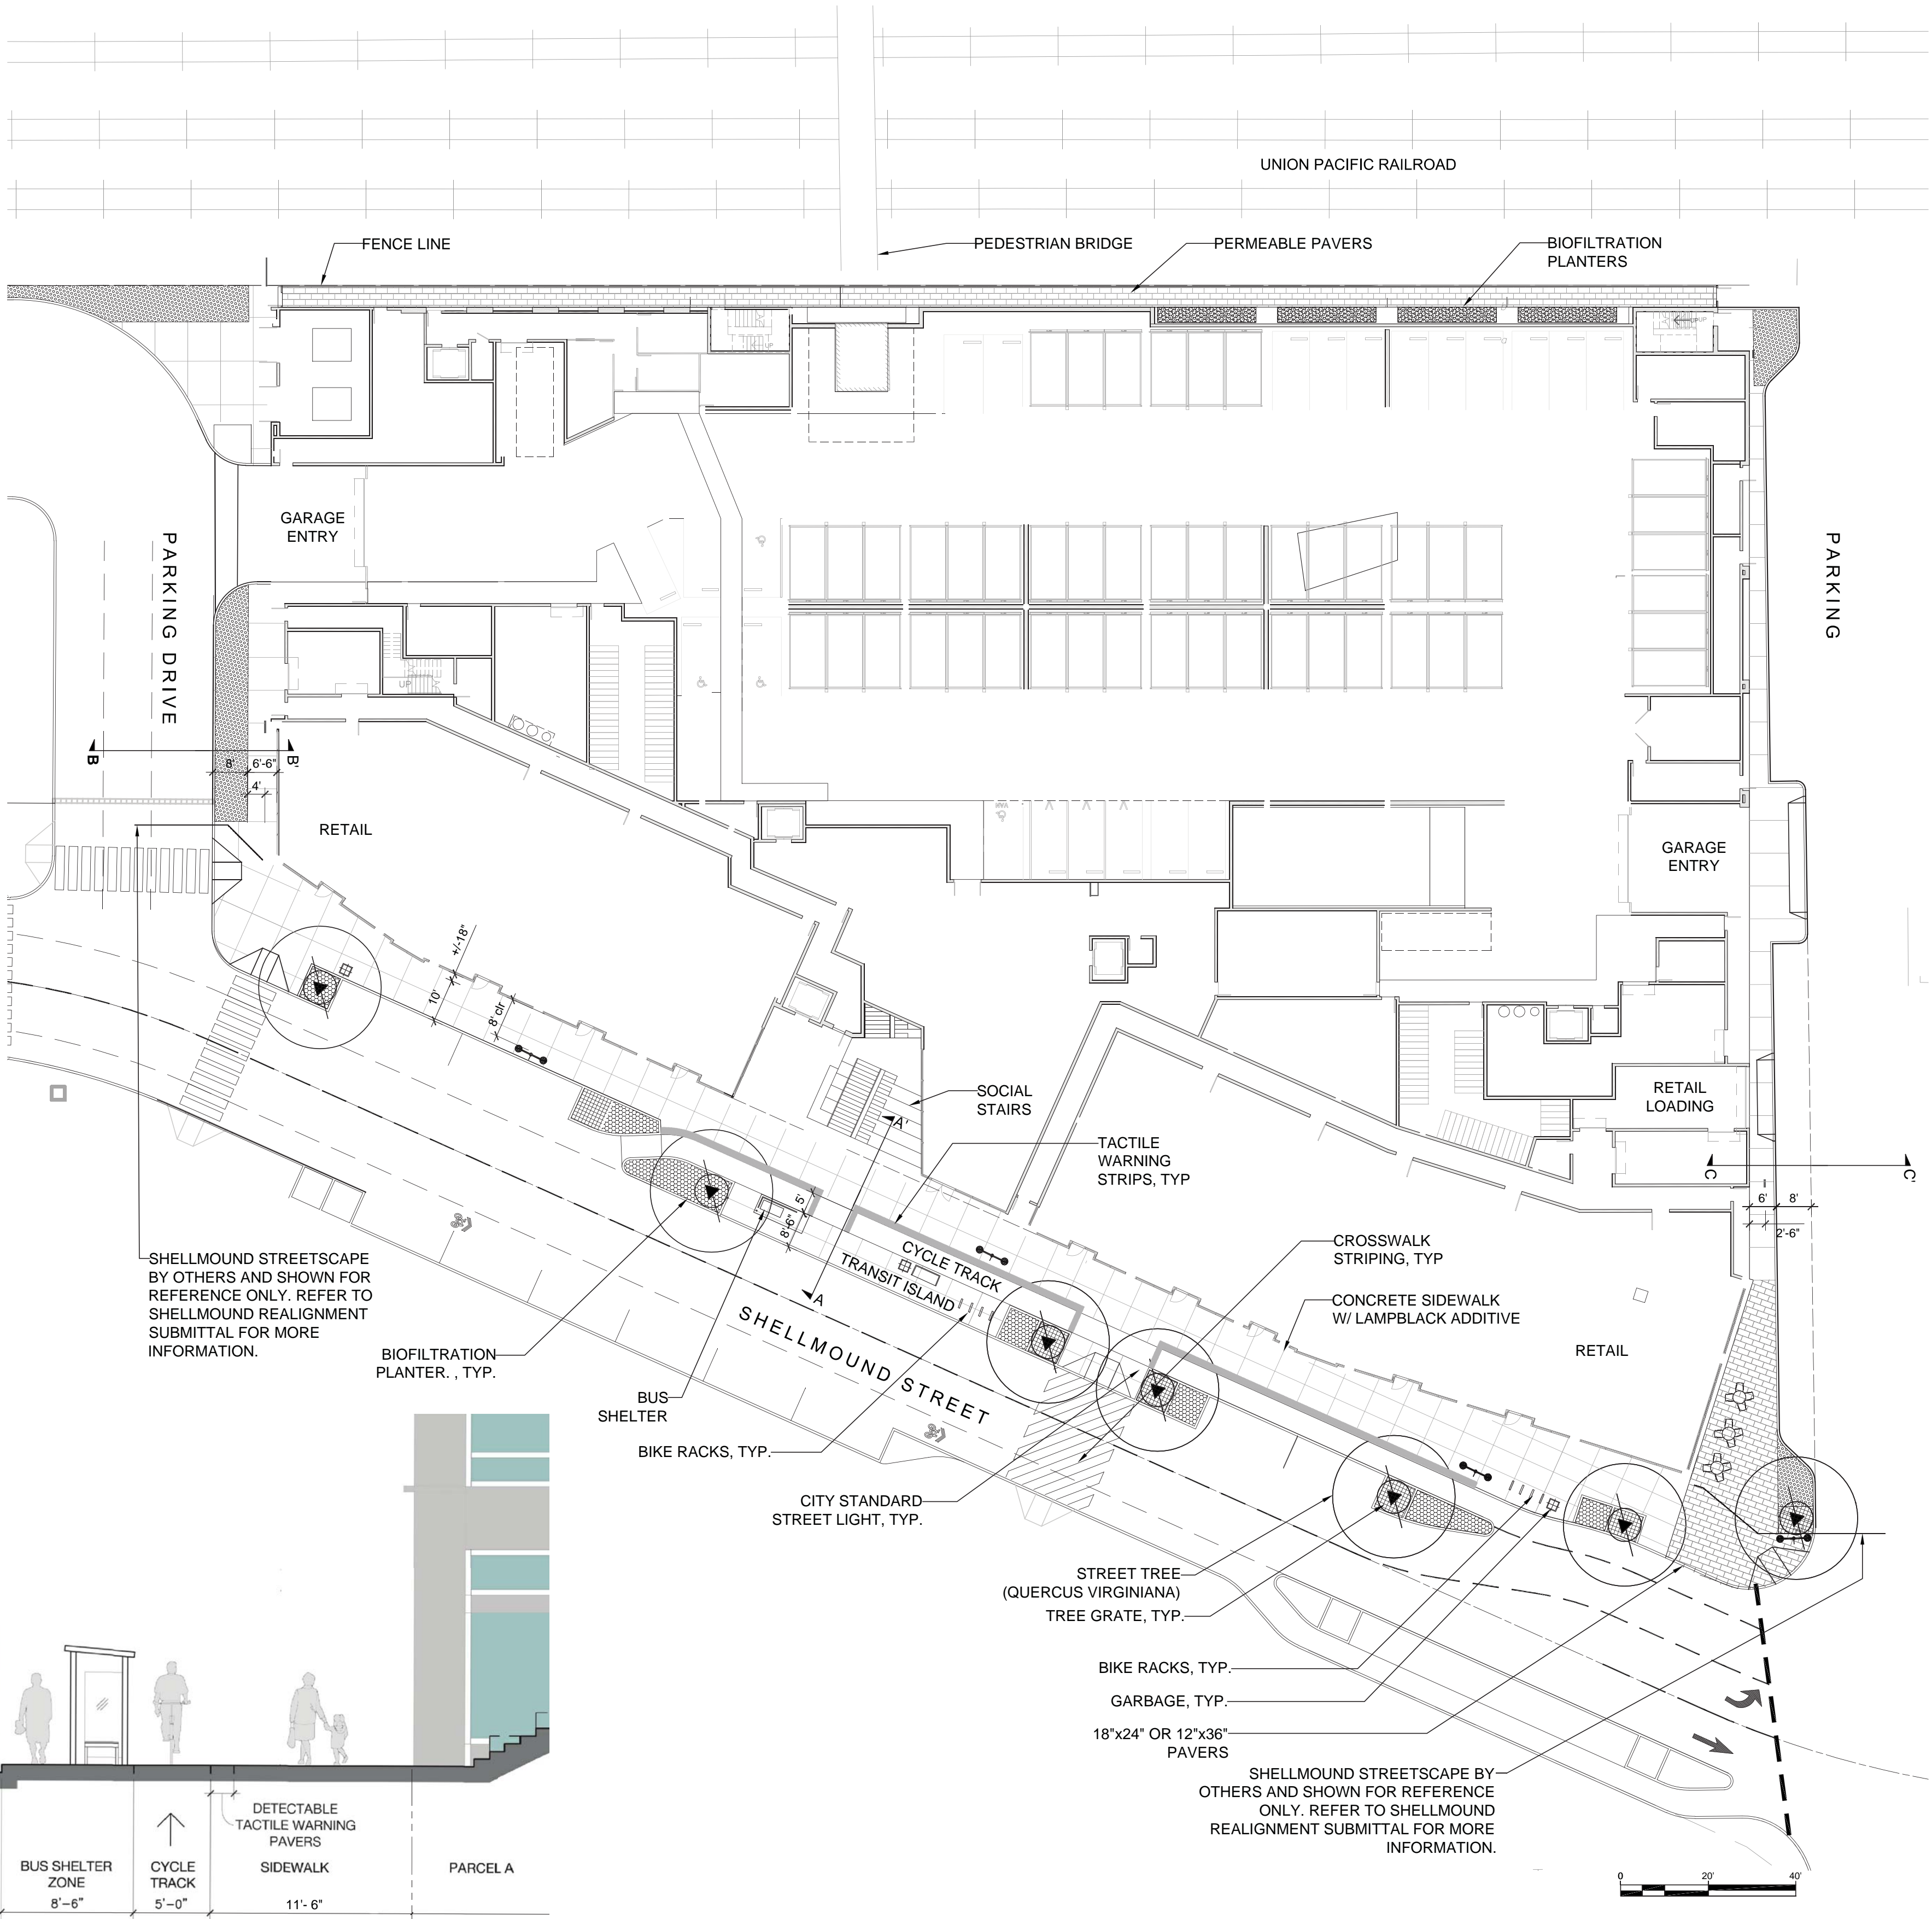 UNION PACIFIC RAILROAD
FENCE LINE
PEDESTRIAN BRIDGE
PERMEABLE PAVERS
BIOFILTRATION
PLANTERS
GARAGE
ENTRY
PARKING DRIVE
PARKING
UP
B
B'
8'
6'-6"
4'
RETAIL
GARAGE
ENTRY
VAN
+/-18"
10'
8' clr
SOCIAL
STAIRS
RETAIL
LOADING
A'
TACTILE
WARNING
STRIPS, TYP
C
C'
6'
8'
2'-6"
5'
8'-6"
CYCLE TRACK
TRANSIT ISLAND
A
SHELLMOUND STREET
CROSSWALK
STRIPING, TYP
CONCRETE SIDEWALK
W/ LAMPBLACK ADDITIVE
RETAIL
SHELLMOUND STREETSCAPE
BY OTHERS AND SHOWN FOR
REFERENCE ONLY. REFER TO
SHELLMOUND REALIGNMENT
SUBMITTAL FOR MORE
INFORMATION.
BIOFILTRATION
PLANTER. , TYP.
BUS
SHELTER
BIKE RACKS, TYP.
CITY STANDARD
STREET LIGHT, TYP.
STREET TREE
(QUERCUS VIRGINIANA)
TREE GRATE, TYP.
BIKE RACKS, TYP.
GARBAGE, TYP.
18"x24" OR 12"x36"
PAVERS
SHELLMOUND STREETSCAPE BY
OTHERS AND SHOWN FOR REFERENCE
ONLY. REFER TO SHELLMOUND
REALIGNMENT SUBMITTAL FOR MORE
INFORMATION.
DETECTABLE
TACTILE WARNING
PAVERS
BUS SHELTER
ZONE
8'-6"
CYCLE
TRACK
5'-0"
SIDEWALK
11'- 6"
PARCEL A
0
20'
40'